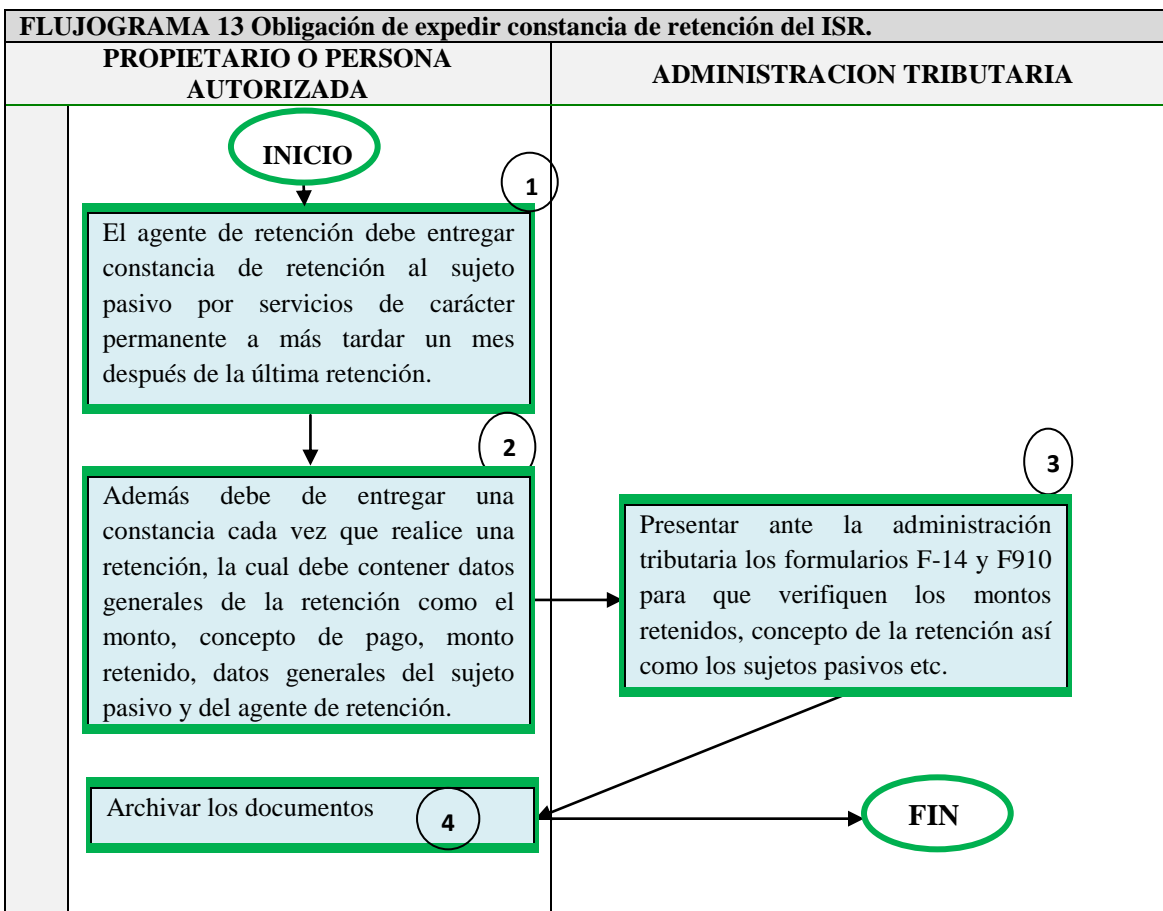 FLUJOGRAMA 13 Obligación de expedir constancia de retención del ISR.
PROPIETARIO O PERSONA
AUTORIZADA
ADMINISTRACION TRIBUTARIA
INICIO
1
El agente de retención debe entregar
constancia de retención al sujeto
pasivo por servicios de carácter
permanente a más tardar un mes
después de la última retención.
2
Además debe de entregar una
constancia cada vez que realice una
retención, la cual debe contener datos
generales de la retención como el
monto, concepto de pago, monto
retenido, datos generales del sujeto
pasivo y del agente de retención.
3
Presentar ante la administración
tributaria los formularios F-14 y F910
para que verifiquen los montos
retenidos, concepto de la retención así
como los sujetos pasivos etc.
Archivar los documentos
4
FIN